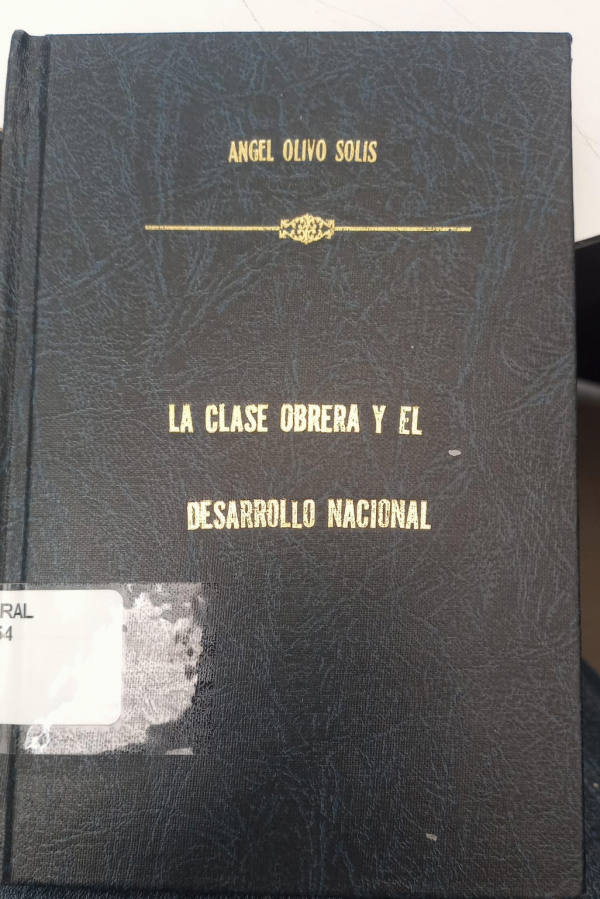 ANGEL OLIVO SOLIS
LA CLASE OBRERA Y EL
DESARROLLO NACIONAL
RAL
54